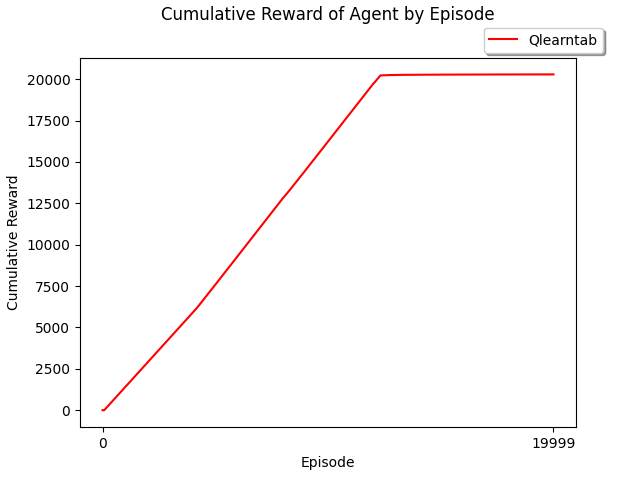 Cumulative Reward of Agent by Episode
Qlearntab
20000
17500
15000
12500
10000
7500
5000
2500
0
Cumulative Reward
0
19999
Episode